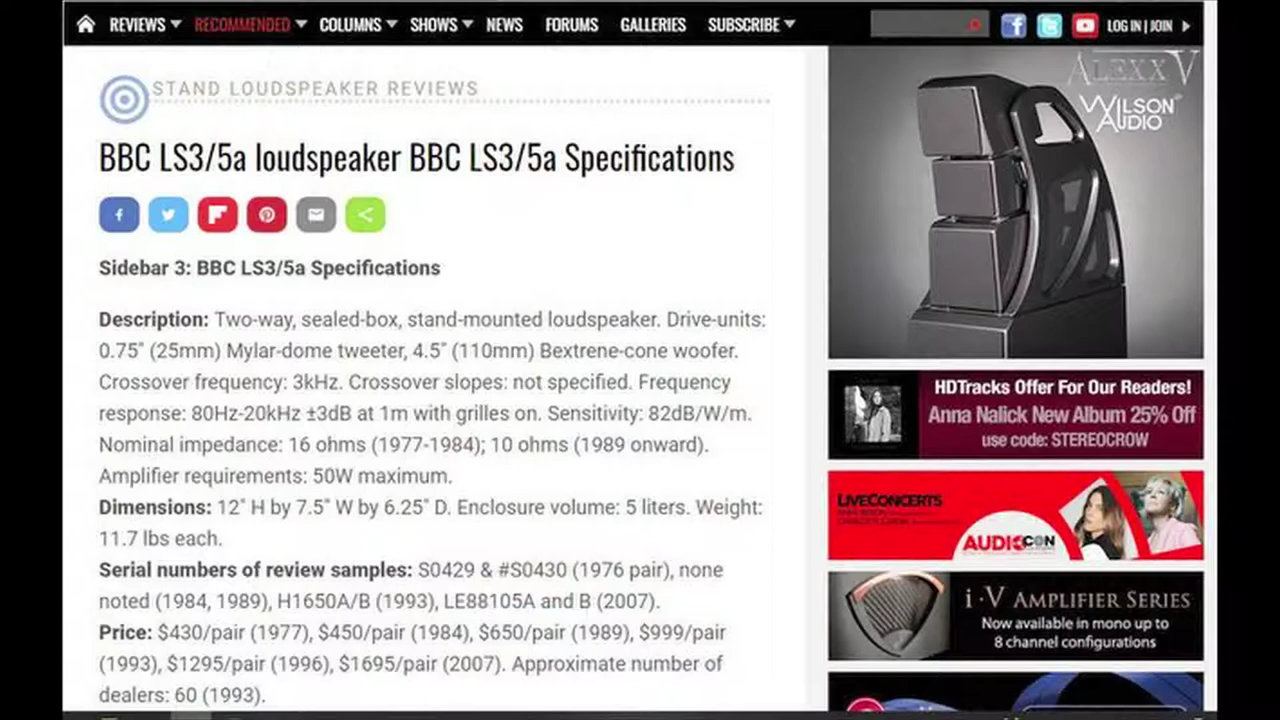 REVIEWS RECOMMENDED COLUMNS SHOWS NEWS FORUMS GALLERIES SUBSCRIBE LOG IN | JOIN
STAND LOUDSPEAKER REVIEWS
BBC LS3/5a loudspeaker BBC LS3/5a Specifications
Sidebar 3: BBC LS3/5a Specifications
Description: Two-way, sealed-box, stand-mounted loudspeaker. Drive-units:
0.75" (25mm) Mylar-dome tweeter, 4.5" (110mm) Bextrene-cone woofer.
Crossover frequency: 3kHz. Crossover slopes: not specified. Frequency
response: 80Hz-20kHz ±3dB at 1m with grilles on. Sensitivity: 82dB/W/m.
Nominal impedance: 16 ohms (1977-1984); 10 ohms (1989 onward).
Amplifier requirements: 50W maximum.
Dimensions: 12" H by 7.5" W by 6.25" D. Enclosure volume: 5 liters. Weight:
11.7 lbs each.
Serial numbers of review samples: S0429 & #S0430 (1976 pair), none
noted (1984, 1989), H1650A/B (1993), LE88105A and B (2007).
Price: $430/pair (1977), $450/pair (1984), $650/pair (1989), $999/pair
(1993), $1295/pair (1996), $1695/pair (2007). Approximate number of
dealers: 60 (1993).
ALEXX V
WILSON
AUDIO
HDTracks Offer For Our Readers!
Anna Nalick New Album 25% Off
use code: STEREOCROW
LIVECONCERTS
AUDIOCON
i·V AMPLIFIER SERIES
Now available in mono up to
8 channel configurations